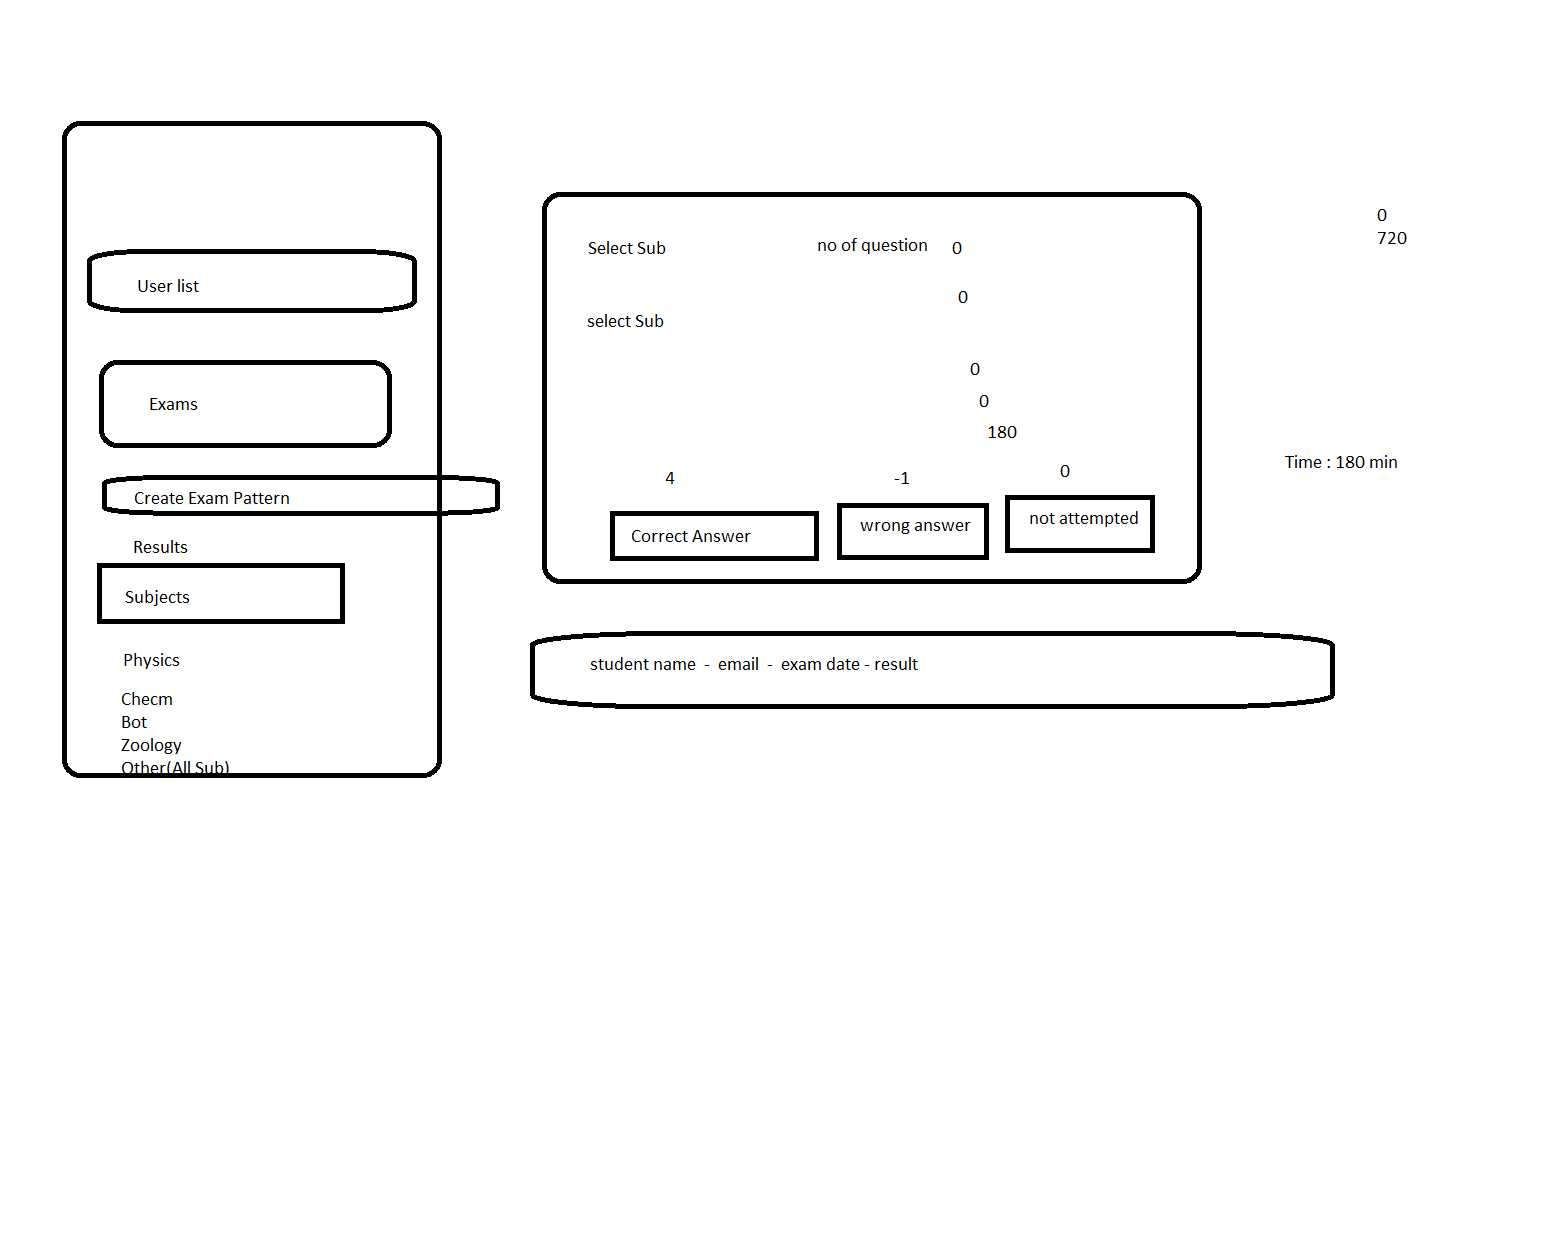 User list
Exams
Create Exam Pattern
Results
Subjects
Physics
Checm
Bot
Zoology
Other(All Sub)
Select Sub no of question 0
0
select Sub
0
0
180
4 -1 0
Correct Answer wrong answer not attempted
student name - email - exam date - result
0
720
Time : 180 min